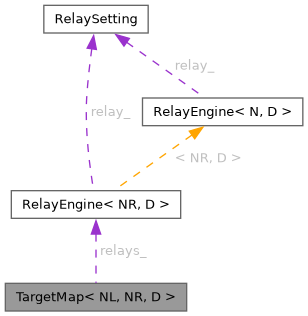 RelaySetting
relay_
relay_
RelayEngine< N, D >
< NR, D >
RelayEngine< NR, D >
relays_
TargetMap< NL, NR, D >